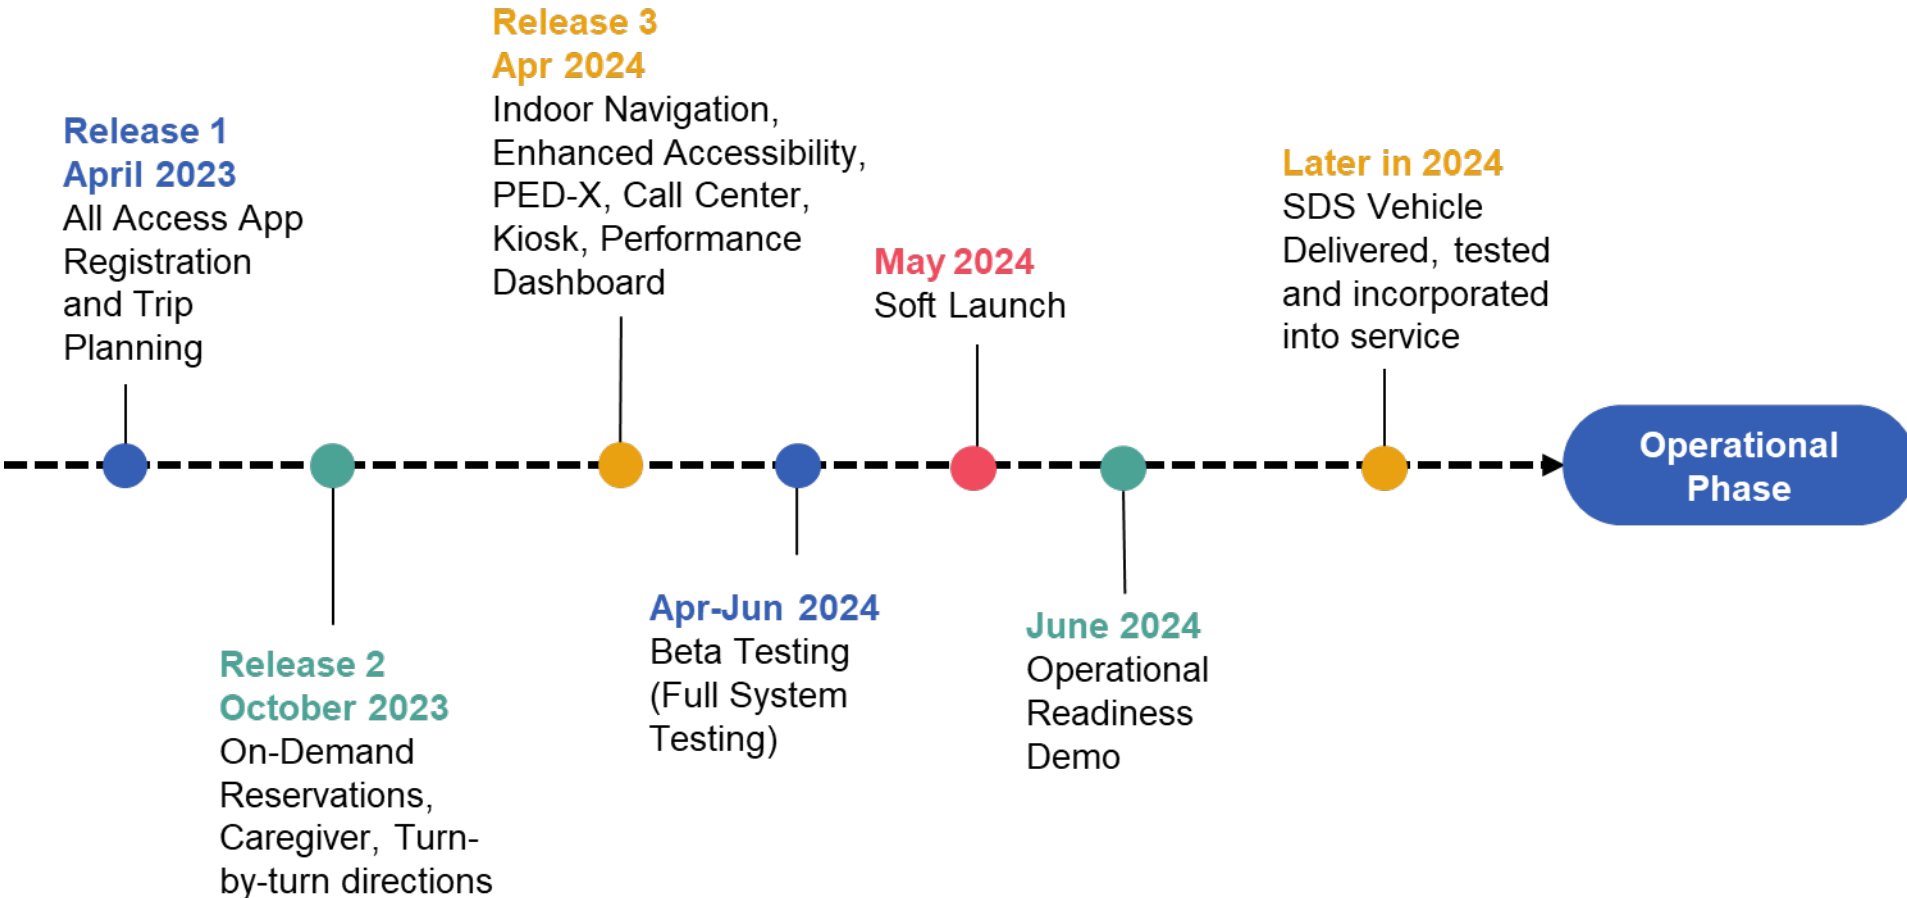 Release 1
April 2023
All Access App
Registration
and Trip
Planning
Release 2
October 2023
On-Demand
Reservations,
Caregiver, Turn-
by-turn directions
Release 3
Apr 2024
Indoor Navigation,
Enhanced Accessibility,
PED-X, Call Center,
Kiosk, Performance
Dashboard
Apr-Jun 2024
Beta Testing
(Full System
Testing)
May 2024
Soft Launch
June 2024
Operational
Readiness
Demo
Later in 2024
SDS Vehicle
Delivered, tested
and incorporated
into service
Operational
Phase